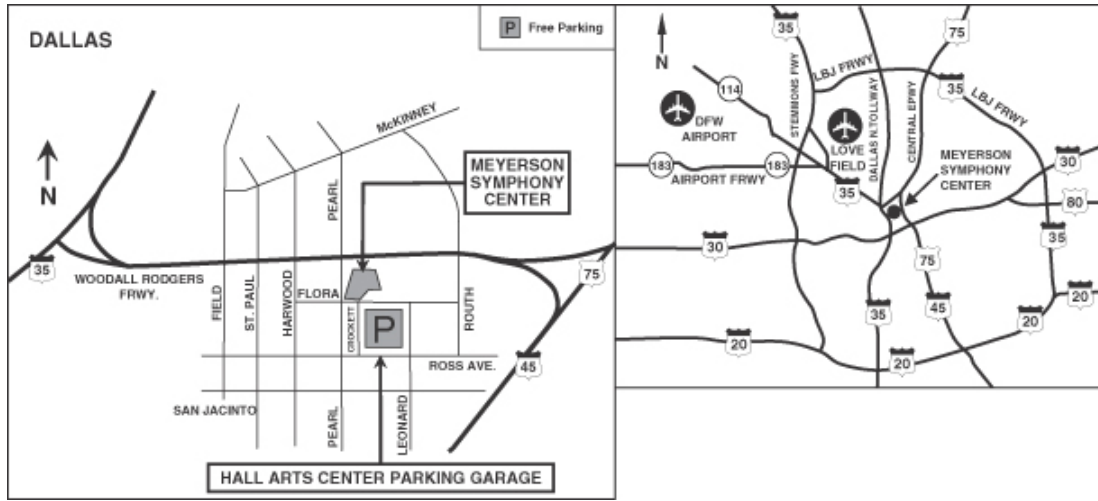 DALLAS
P Free Parking
N
McKINNEY
MEYERSON
SYMPHONY
CENTER
PEARL
35
WOODALL RODGERS
FRWY.
75
FIELD
ST. PAUL
HARWOOD
FLORA
CROCKETT
P
ROUTH
ROSS AVE.
45
SAN JACINTO
PEARL
LEONARD
HALL ARTS CENTER PARKING GARAGE
N
35
75
LBJ FRWY
114
STEMMONS FWY
35
LBJ FRWY
DFW
AIRPORT
LOVE
FIELD
DALLAS N.TOLLWAY
CENTRAL EPWY
183
183
AIRPORT FRWY
35
MEYERSON
SYMPHONY
CENTER
30
80
30
75
35
35
45
20
20
20
20